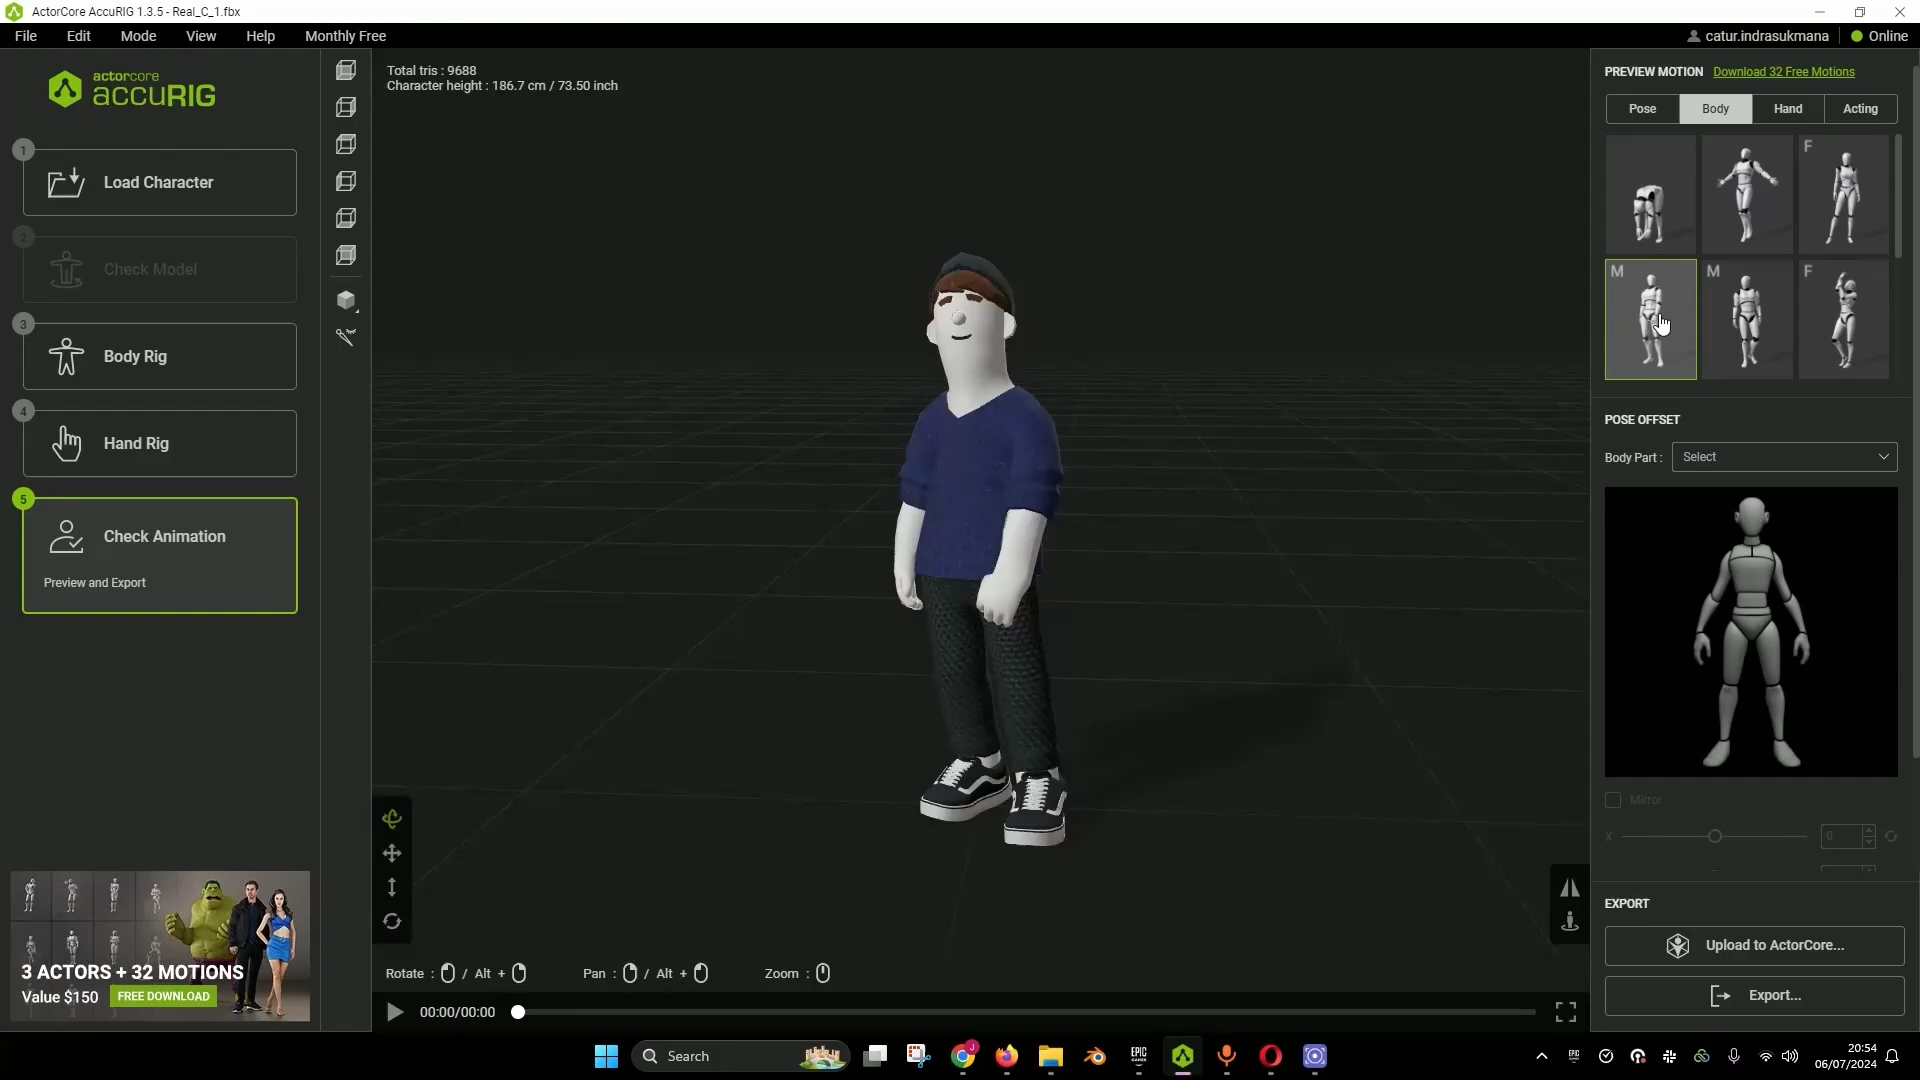 ActorCore AccuRIG 1.3.5 - Real_C_1.fbx
File Edit Mode View Help Monthly Free
catur.indrasukmana Online
actorcore
accuRIG
1
Load Character
2
Check Model
3
Body Rig
4
Hand Rig
5
Check Animation
Preview and Export
3 ACTORS + 32 MOTIONS
Value $150 FREE DOWNLOAD
Total tris : 9688
Character height : 186.7 cm / 73.50 inch
Rotate : / Alt + Pan : / Alt + Zoom :
00:00/00:00
PREVIEW MOTION Download 32 Free Motions
Pose Body Hand Acting
F
M M F
POSE OFFSET
Body Part : Select
Mirror
X 0
EXPORT
Upload to ActorCore...
Export...
Search
J
EPIC GAMES
20:54
06/07/2024